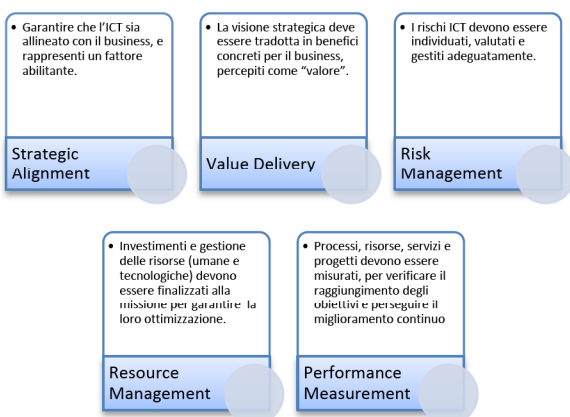 • Garantire che l'ICT sia
allineato con il business, e
rappresenti un fattore
abilitante.
Strategic
Alignment
• La visione strategica deve
essere tradotta in benefici
concreti per il business,
percepiti come "valore".
Value Delivery
• I rischi ICT devono essere
individuati, valutati e
gestiti adeguatamente.
Risk
Management
• Investimenti e gestione
delle risorse (umane e
tecnologiche) devono
essere finalizzati alla
missione per garantire la
loro ottimizzazione.
Resource
Management
• Processi, risorse, servizi e
progetti devono essere
misurati, per verificare il
raggiungimento degli
obiettivi e perseguire il
miglioramento continuo
Performance
Measurement